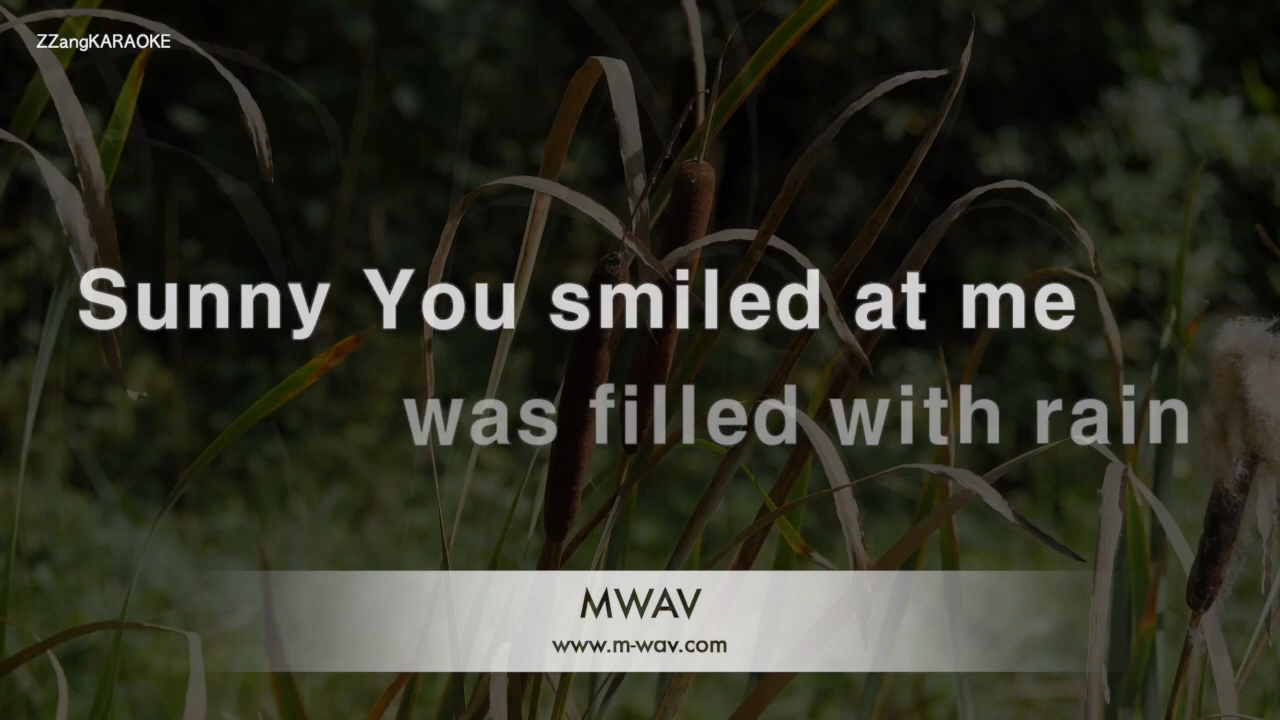 ZZangKARAOKE
Sunny You smiled at me
was filled with rain
MWAV
www.m-wav.com